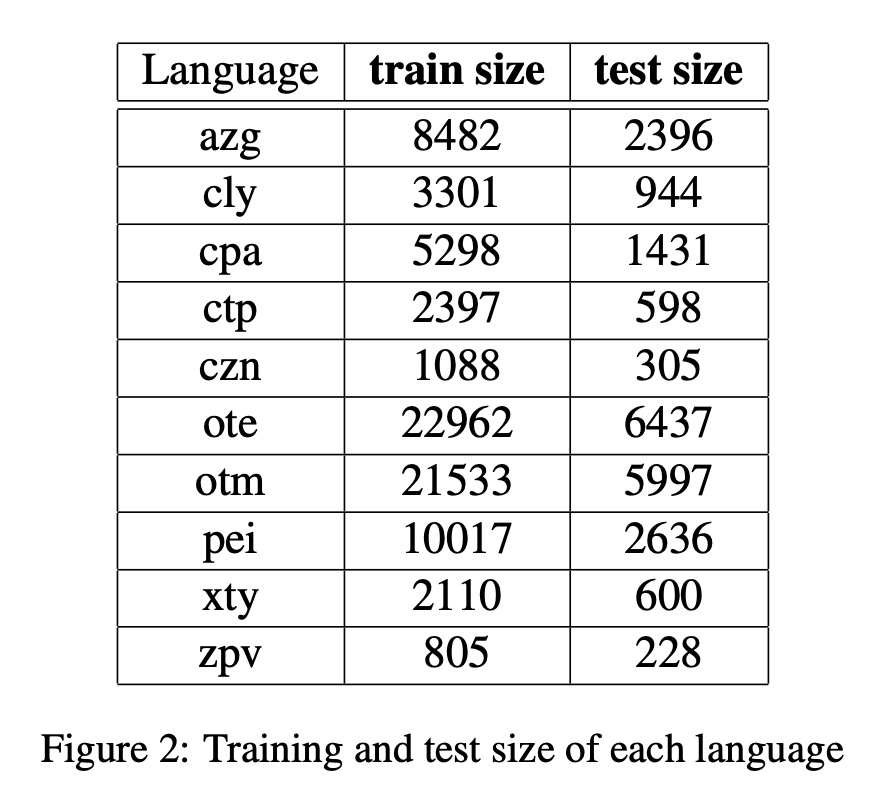 Language train size test size
azg 8482 2396
cly 3301 944
cpa 5298 1431
ctp 2397 598
czn 1088 305
ote 22962 6437
otm 21533 5997
pei 10017 2636
xty 2110 600
zpv 805 228
Figure 2: Training and test size of each language